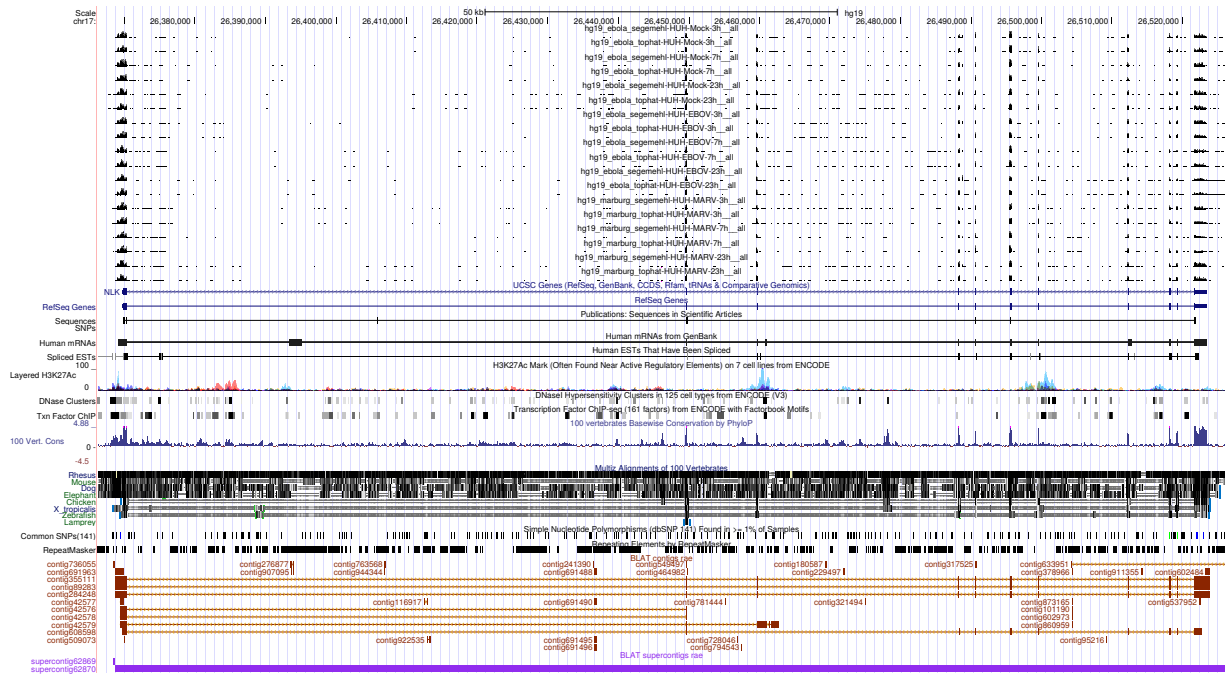 Scale 50 kb hg19
chr17: 26,380,000 26,390,000 26,400,000 26,410,000 26,420,000 26,430,000 26,440,000 26,450,000 26,460,000 26,470,000 26,480,000 26,490,000 26,500,000 26,510,000 26,520,000
hg19_ebola_segemehl-HUH-Mock-3h__all
hg19_ebola_tophat-HUH-Mock-3h__all
hg19_ebola_segemehl-HUH-Mock-7h__all
hg19_ebola_tophat-HUH-Mock-7h__all
hg19_ebola_segemehl-HUH-Mock-23h__all
hg19_ebola_tophat-HUH-Mock-23h__all
hg19_ebola_segemehl-HUH-EBOV-3h__all
hg19_ebola_tophat-HUH-EBOV-3h__all
hg19_ebola_segemehl-HUH-EBOV-7h__all
hg19_ebola_tophat-HUH-EBOV-7h__all
hg19_ebola_segemehl-HUH-EBOV-23h__all
hg19_ebola_tophat-HUH-EBOV-23h__all
hg19_marburg_segemehl-HUH-MARV-3h__all
hg19_marburg_tophat-HUH-MARV-3h__all
hg19_marburg_segemehl-HUH-MARV-7h__all
hg19_marburg_tophat-HUH-MARV-7h__all
hg19_marburg_segemehl-HUH-MARV-23h__all
hg19_marburg_tophat-HUH-MARV-23h__all
UCSC Genes (RefSeq, GenBank, CCDS, Rfam, tRNAs & Comparative Genomics)
NLK
RefSeq Genes
RefSeq Genes
Publications: Sequences in Scientific Articles
Sequences
SNPs
Human mRNAs from GenBank
Human mRNAs
Human ESTs That Have Been Spliced
Spliced ESTs
H3K27Ac Mark (Often Found Near Active Regulatory Elements) on 7 cell lines from ENCODE
100
Layered H3K27Ac
0
DNaseI Hypersensitivity Clusters in 125 cell types from ENCODE (V3)
DNase Clusters
Transcription Factor ChIP-seq (161 factors) from ENCODE with Factorbook Motifs
Txn Factor ChIP
100 vertebrates Basewise Conservation by PhyloP
4.88
100 Vert. Cons
0
-4.5
Multiz Alignments of 100 Vertebrates
Rhesus
Mouse
Dog
Elephant
Chicken
X_tropicalis
Zebrafish
Lamprey
Simple Nucleotide Polymorphisms (dbSNP 141) Found in >= 1% of Samples
Common SNPs(141)
Repeating Elements by RepeatMasker
RepeatMasker
BLAT contigs rae
contig736055 contig276877 contig763568 contig241390 contig549497 contig180587 contig317525 contig633951
contig691963 contig907095 contig944344 contig691488 contig464982 contig229497 contig378966 contig911355 contig602484
contig355111
contig89283
contig284248
contig42577 contig116917 contig691490 contig781444 contig321494 contig873165 contig537952
contig42576 contig101190
contig42578 contig602973
contig42579 contig860959
contig608598
contig509073 contig922535 contig691495 contig728046 contig95216
contig691496 contig794543
BLAT supercontigs rae
supercontig62869
supercontig62870